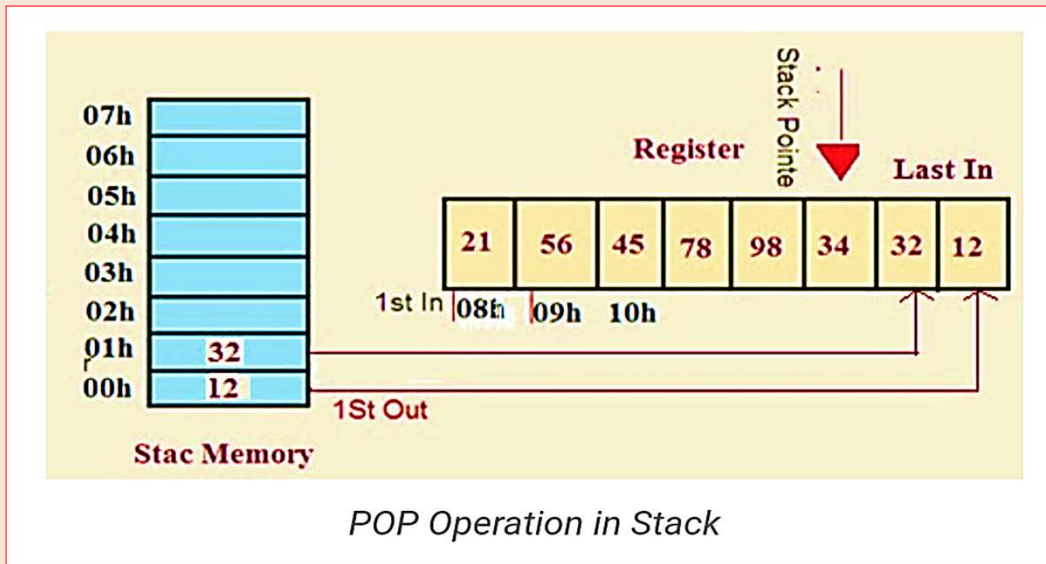 07h
06h
05h
04h
03h
02h
01h 32
r
00h 12
Stac Memory
Stack Pointe
Register
Last In
21 56 45 78 98 34 32 12
1st In 08h 09h 10h
1St Out
POP Operation in Stack